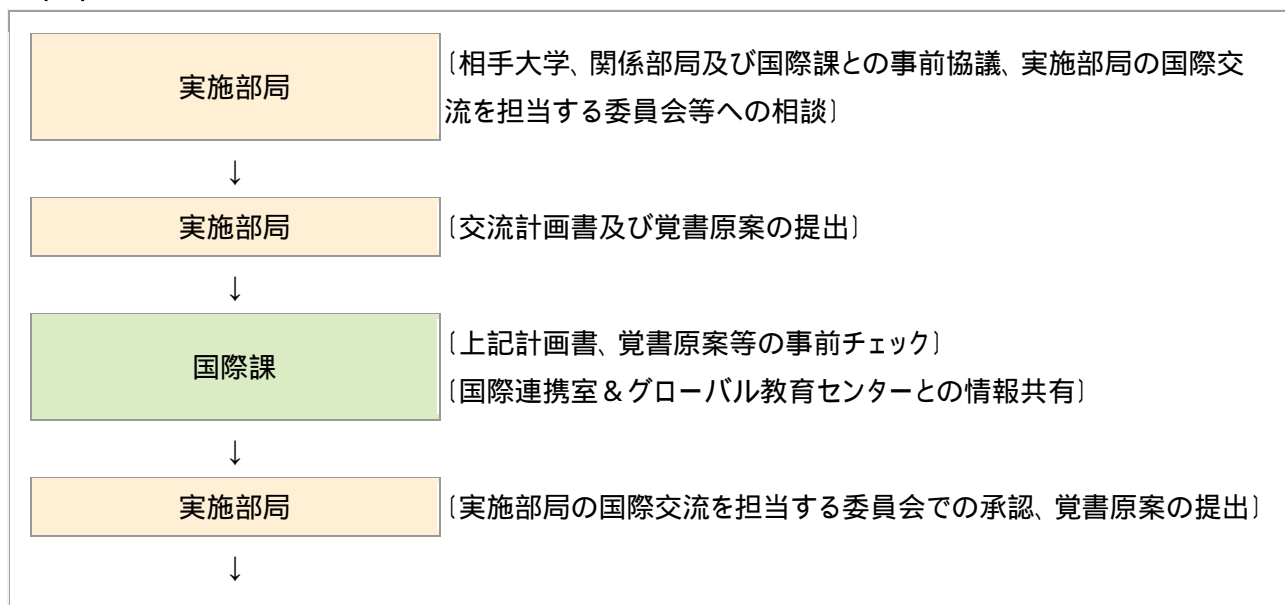 実施部局
〔相手大学、関係部局及び国際課との事前協議、実施部局の国際交
流を担当する委員会等への相談〕
↓
実施部局
〔交流計画書及び覚書原案の提出〕
↓
国際課
〔上記計画書、覚書原案等の事前チェック〕
〔国際連携室&グローバル教育センターとの情報共有〕
↓
実施部局
〔実施部局の国際交流を担当する委員会での承認、覚書原案の提出〕
↓